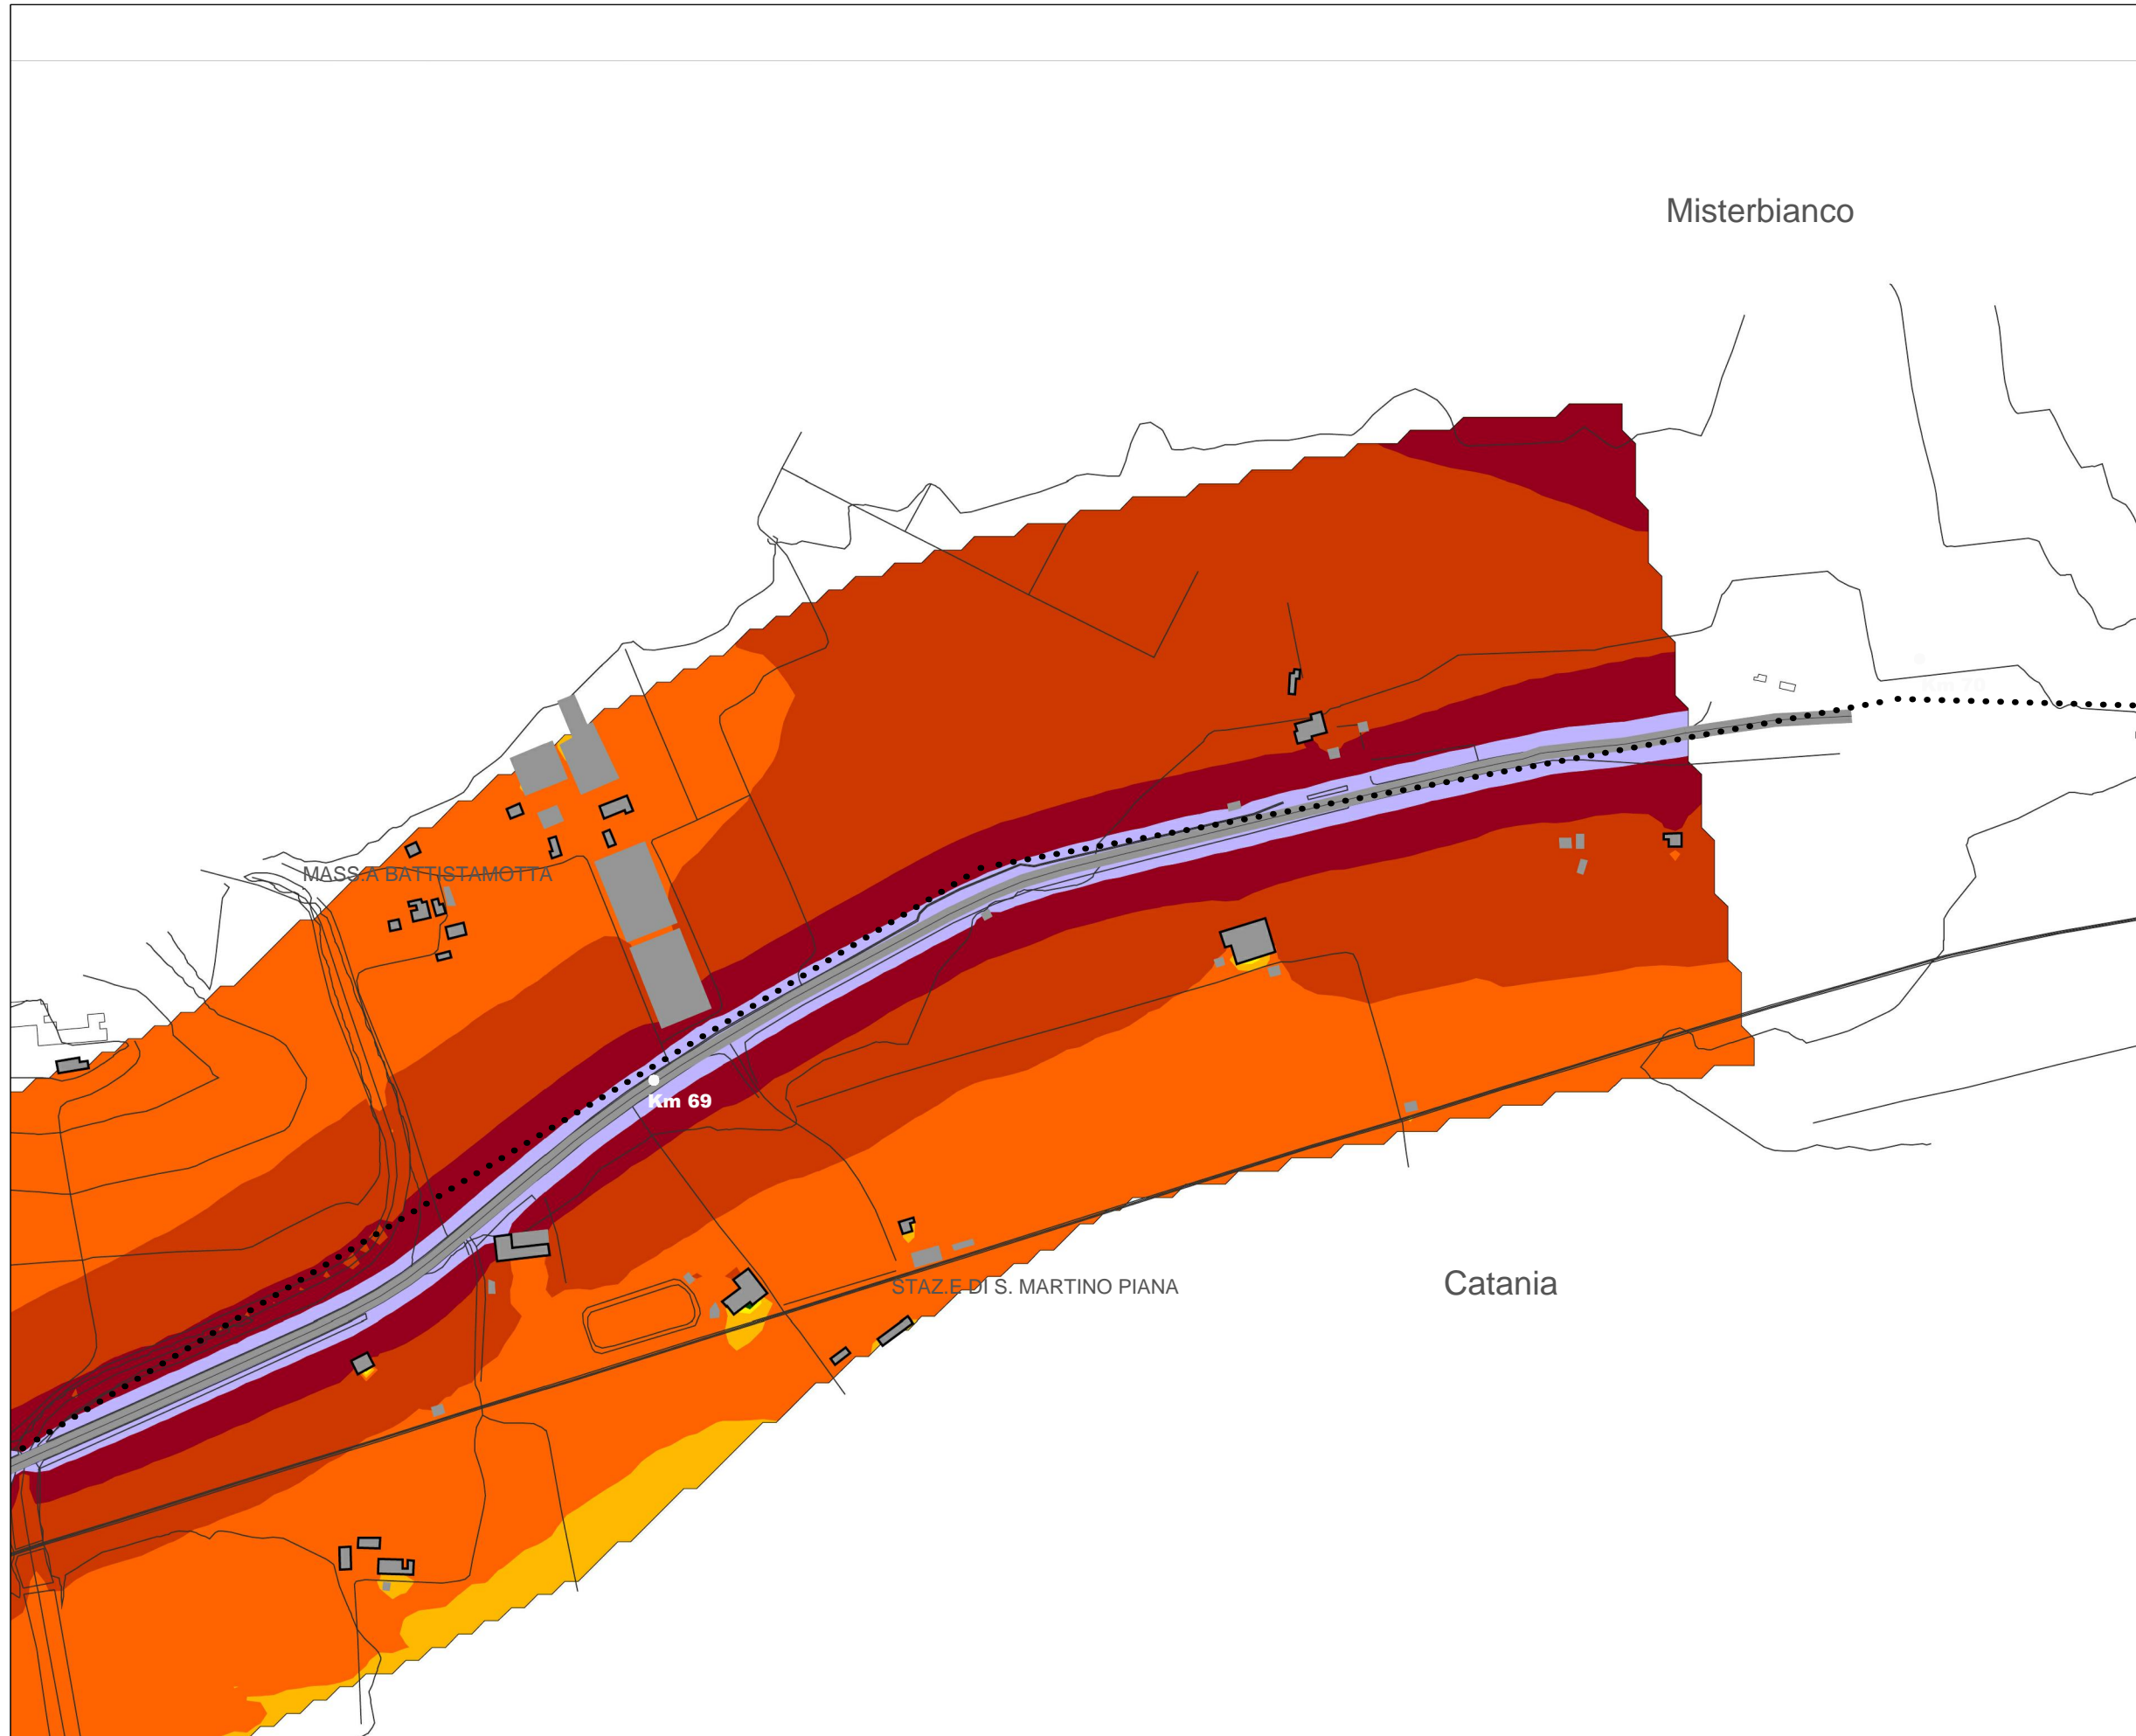 Misterbianco
MASS.A BATTISTAMOTTA
Km 69
STAZ.E DI S. MARTINO PIANA
Catania